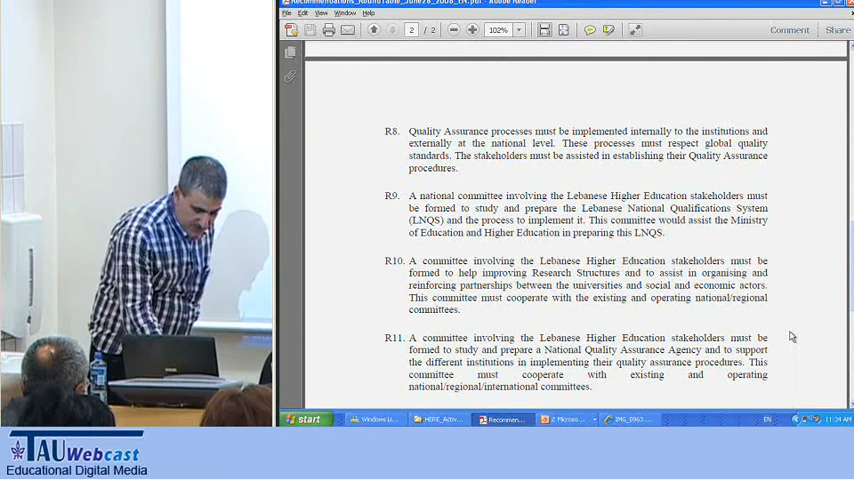 Recommendations_RoundTable_June26_2008_EN.pdf - Adobe Reader
File Edit View Window Help
2 / 2
102%
Comment
Share
R8. Quality Assurance processes must be implemented internally to the institutions and
externally at the national level. These processes must respect global quality
standards. The stakeholders must be assisted in establishing their Quality Assurance
procedures.
R9. A national committee involving the Lebanese Higher Education stakeholders must
be formed to study and prepare the Lebanese National Qualifications System
(LNQS) and the process to implement it. This committee would assist the Ministry
of Education and Higher Education in preparing this LNQS.
R10. A committee involving the Lebanese Higher Education stakeholders must be
formed to help improving Research Structures and to assist in organising and
reinforcing partnerships between the universities and social and economic actors.
This committee must cooperate with the existing and operating national/regional
committees.
R11. A committee involving the Lebanese Higher Education stakeholders must be
formed to study and prepare a National Quality Assurance Agency and to support
the different institutions in implementing their quality assurance procedures. This
committee must cooperate with existing and operating
national/regional/international committees.
start
Windows L...
HERE_Activ...
Recommen...
2 Microso...
IMG_0963
EN
11:34 AM
TAU Webcast
Educational Digital Media